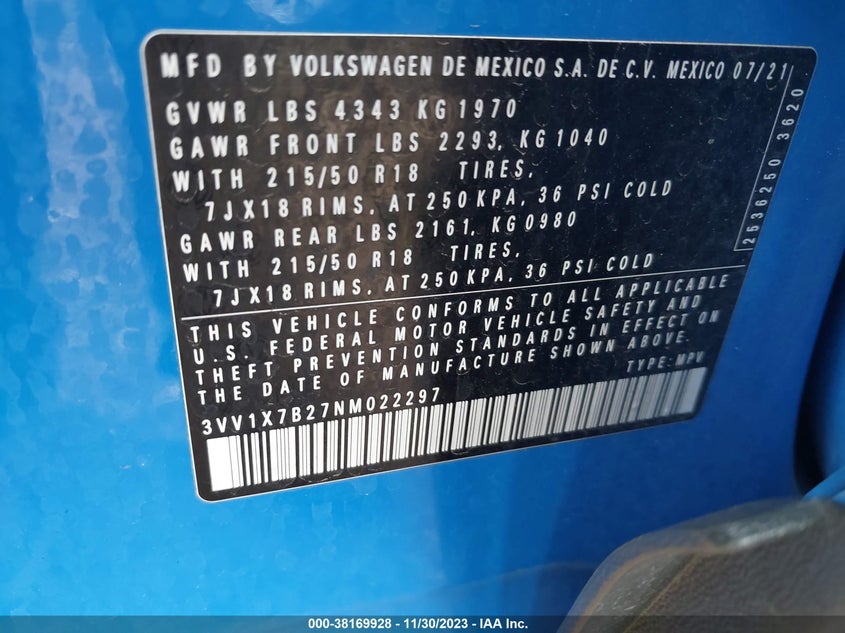 MFD BY VOLKSWAGEN DE MEXICO S.A. DE C.V. MEXICO 07/21
GVWR LBS 4343 KG 1970
GAWR FRONT LBS 2293, KG 1040
WITH 215/50 R18 TIRES,
7JX18 RIMS, AT 250 KPA, 36 PSI COLD
GAWR REAR LBS 2161, KG 0980
WITH 215/50 R18 TIRES,
7JX18 RIMS, AT 250 KPA, 36 PSI COLD
THIS VEHICLE CONFORMS TO ALL APPLICABLE
U.S. FEDERAL MOTOR VEHICLE SAFETY AND
THEFT PREVENTION STANDARDS IN EFFECT ON
THE DATE OF MANUFACTURE SHOWN ABOVE.
TYPE: MPV
3VV1X7B27NM022297
2536250 3620
000-38169928 - 11/30/2023 - IAA Inc.